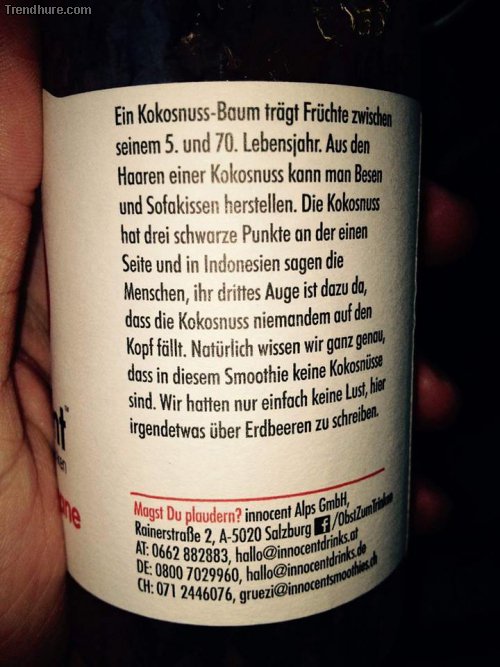 Trendhure.com
Ein Kokosnuss-Baum trägt Früchte zwischen
seinem 5. und 70. Lebensjahr. Aus den
Haaren einer Kokosnuss kann man Besen
und Sofakissen herstellen. Die Kokosnuss
hat drei schwarze Punkte an der einen
Seite und in Indonesien sagen die
Menschen, ihr drittes Auge ist dazu da,
dass die Kokosnuss niemandem auf den
Kopf fällt. Natürlich wissen wir ganz genau,
dass in diesem Smoothie keine Kokosnüsse
sind. Wir hatten nur einfach keine Lust, hier
irgendetwas über Erdbeeren zu schreiben.
Magst Du plaudern? innocent Alps GmbH,
Rainerstraße 2, A-5020 Salzburg f/ObstZumTrinken
AT: 0662 882883, hallo@innocentdrinks.at
DE: 0800 7029960, hallo@innocentdrinks.de
CH: 071 2446076, gruezi@innocentsmoothies.ch